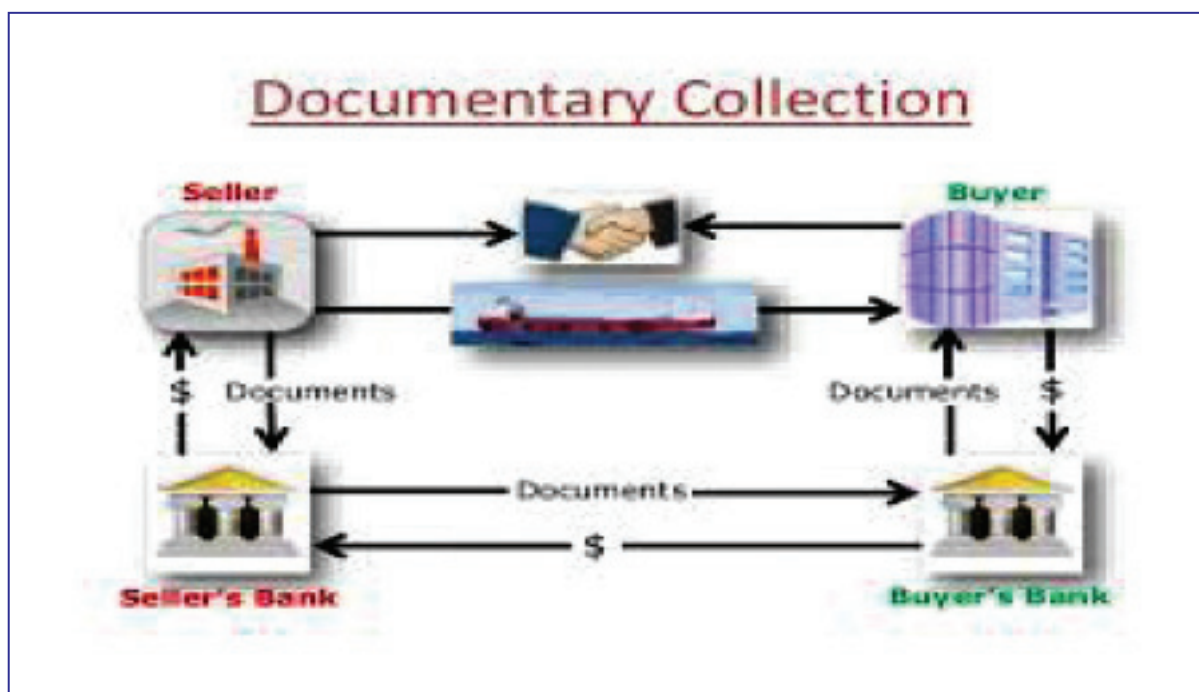 Documentary Collection
Seller
Buyer
$
Documents
Documents
$
Documents
$
Seller's Bank
Buyer's Bank